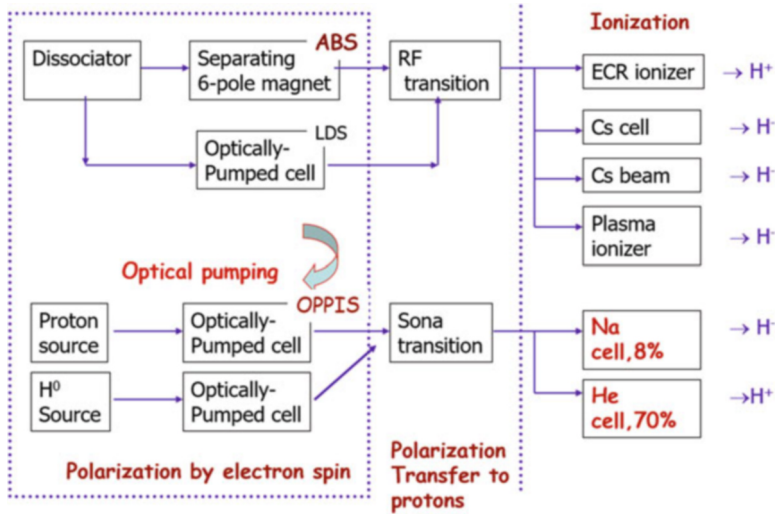 Ionization
ABS
Dissociator
Separating
6-pole magnet
RF
transition
ECR ionizer
→ H⁺
LDS
Optically-
Pumped cell
Cs cell
→ H⁻
Cs beam
→ H⁻
Plasma
ionizer
→ H⁻
Optical pumping
OPPIS
Proton
source
Optically-
Pumped cell
Sona
transition
Na
cell,8%
→ H⁻
H⁰
Source
Optically-
Pumped cell
He
cell,70%
→H⁺
Polarization by electron spin
Polarization
Transfer to
protons